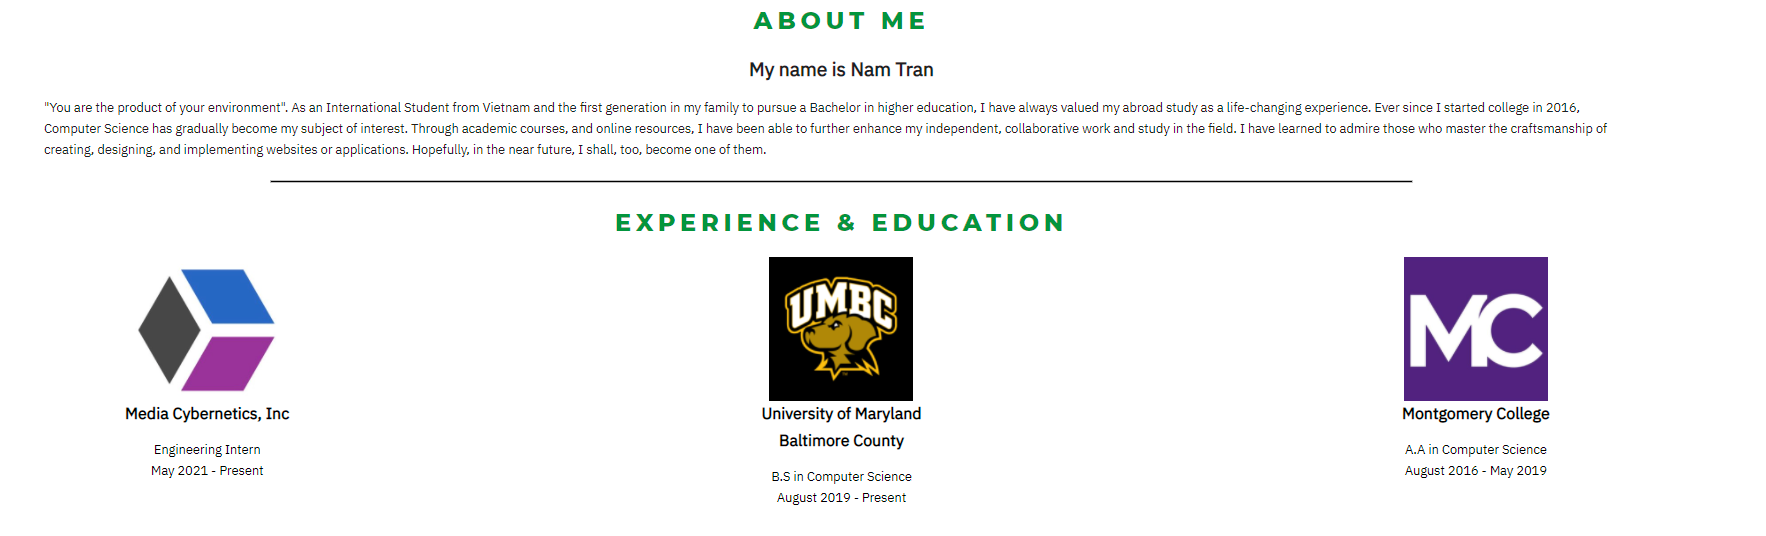 ABOUT ME
My name is Nam Tran
"You are the product of your environment". As an International Student from Vietnam and the first generation in my family to pursue a Bachelor in higher education, I have always valued my abroad study as a life-changing experience. Ever since I started college in 2016,
Computer Science has gradually become my subject of interest. Through academic courses, and online resources, I have been able to further enhance my independent, collaborative work and study in the field. I have learned to admire those who master the craftsmanship of
creating, designing, and implementing websites or applications. Hopefully, in the near future, I shall, too, become one of them.
EXPERIENCE & EDUCATION
Media Cybernetics, Inc
Engineering Intern
May 2021 - Present
UMBC
University of Maryland
Baltimore County
B.S in Computer Science
August 2019 - Present
MC
Montgomery College
A.A in Computer Science
August 2016 - May 2019